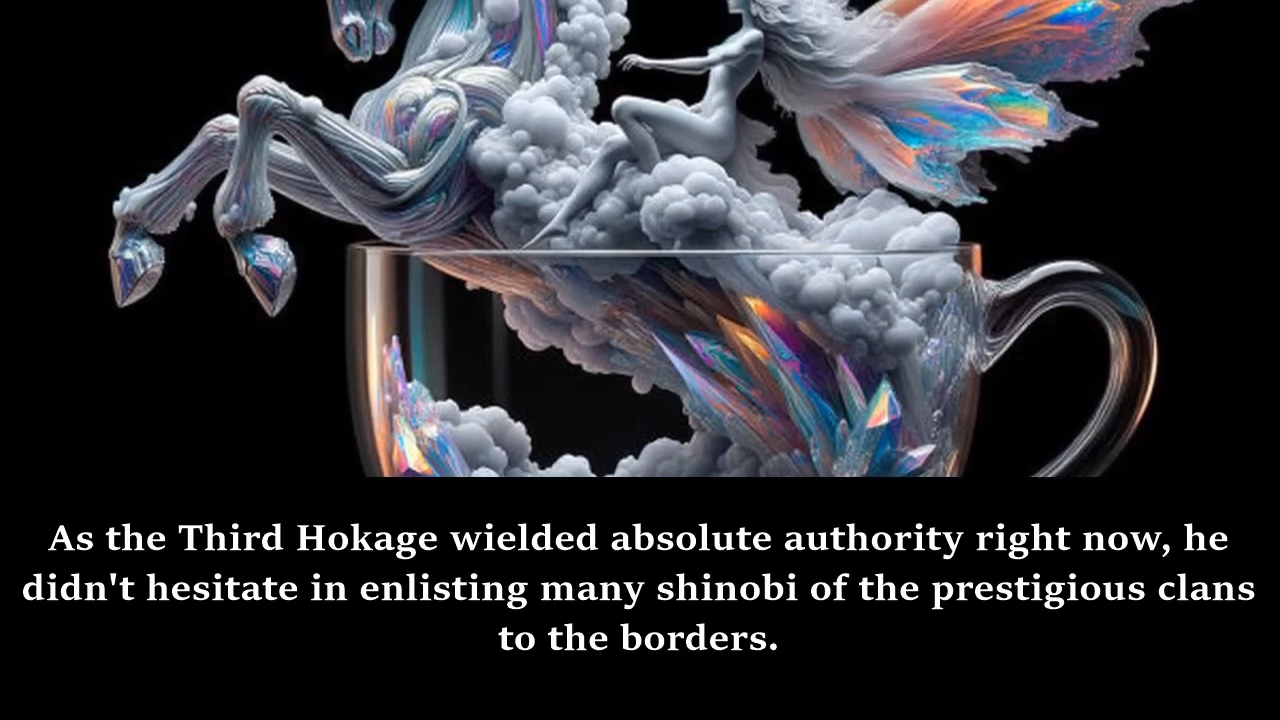 As the Third Hokage wielded absolute authority right now, he
didn't hesitate in enlisting many shinobi of the prestigious clans
to the borders.